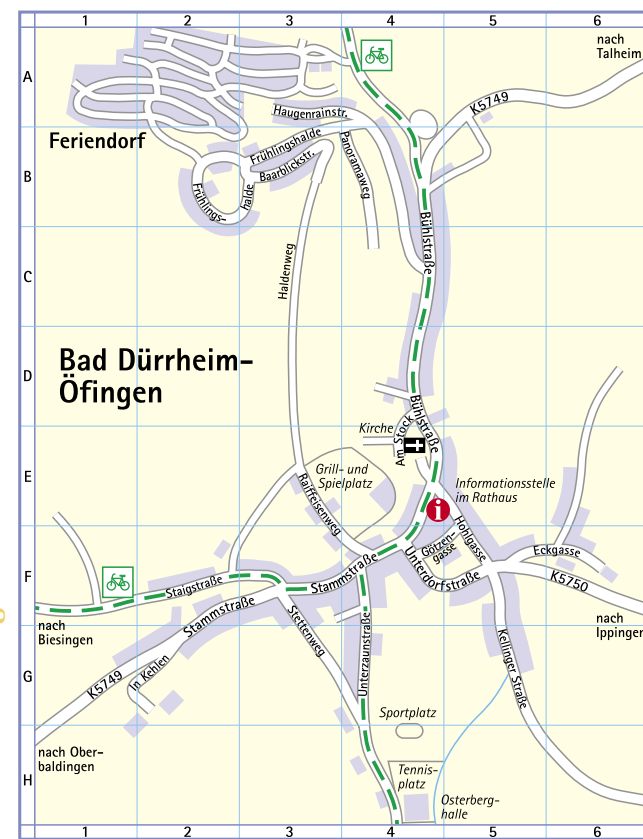 1 2 3 4 5 6
nach
Talheim
A
K5749
Haugenrainstr.
Feriendorf
Frühlingshalde
Baarblickstr.
Panoramaweg
B
Frühlings-
halde
Bühlstraße
Haldenweg
C
Bad Dürrheim-
Öfingen
D
Bühlstraße
Kirche
Am Stock
E
Grill- und
Spielplatz
Informationsstelle
im Rathaus
i
Raiffeisenweg
Hohlgasse
Götzen-
gasse
Eckgasse
Unterdorfstraße
F
Staigstraße
Stammstraße
K5750
Stammstraße
Stettenweg
Unterzaunstraße
nach
Biesingen
nach
Ippinger
Kellinger Straße
G
In Kehlen
K5749
Sportplatz
nach Ober-
baldingen
H
Tennis-
platz
Osterberg-
halle
1 2 3 4 5 6